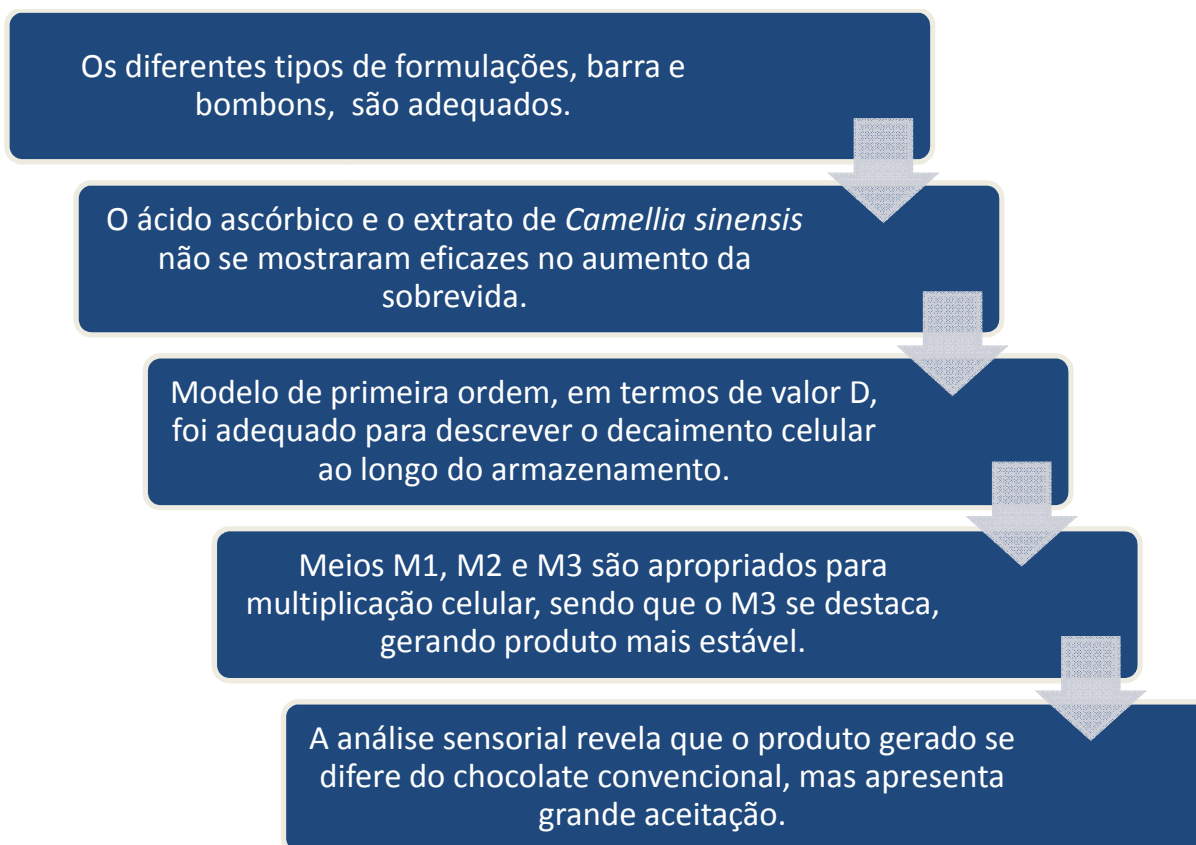 Os diferentes tipos de formulações, barra e
bombons, são adequados.
O ácido ascórbico e o extrato de Camellia sinensis
não se mostraram eficazes no aumento da
sobrevida.
Modelo de primeira ordem, em termos de valor D,
foi adequado para descrever o decaimento celular
ao longo do armazenamento.
Meios M1, M2 e M3 são apropriados para
multiplicação celular, sendo que o M3 se destaca,
gerando produto mais estável.
A análise sensorial revela que o produto gerado se
difere do chocolate convencional, mas apresenta
grande aceitação.